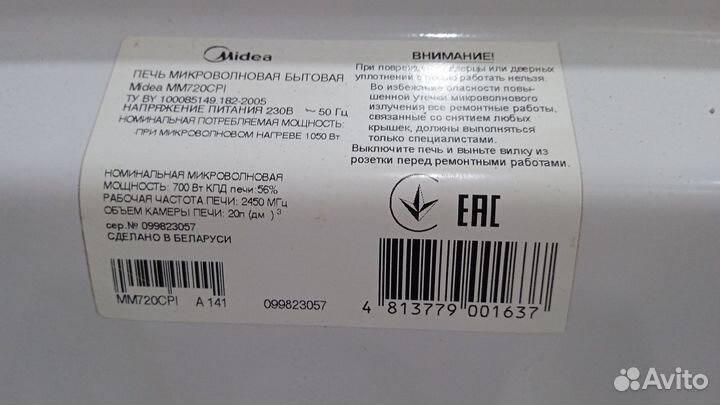 Midea
ПЕЧЬ МИКРОВОЛНОВАЯ БЫТОВАЯ
Midea MM720CPI
ТУ BY 100085149.182-2005
НАПРЯЖЕНИЕ ПИТАНИЯ 230В ~ 50 Гц
НОМИНАЛЬНАЯ ПОТРЕБЛЯЕМАЯ МОЩНОСТЬ:
-ПРИ МИКРОВОЛНОВОМ НАГРЕВЕ 1050 Вт
НОМИНАЛЬНАЯ МИКРОВОЛНОВАЯ
МОЩНОСТЬ: 700 Вт КПД печи: 56%
РАБОЧАЯ ЧАСТОТА ПЕЧИ: 2450 МГц
ОБЪЕМ КАМЕРЫ ПЕЧИ: 20л (дм )³
сер.№ 099823057
СДЕЛАНО В БЕЛАРУСИ
MM720CPI A 141 099823057
ВНИМАНИЕ!
При дверцы или дверных
уплотнений с работать нельзя.
Во избежание опасности повы-
шенной утечки микроволнового
излучения все ремонтные работы,
связанные со снятием любых
крышек, должны выполняться
только специалистами.
Выключите печь и выньте вилку из
розетки перед ремонтными работами.
EAC
4 813779 001637
Avito